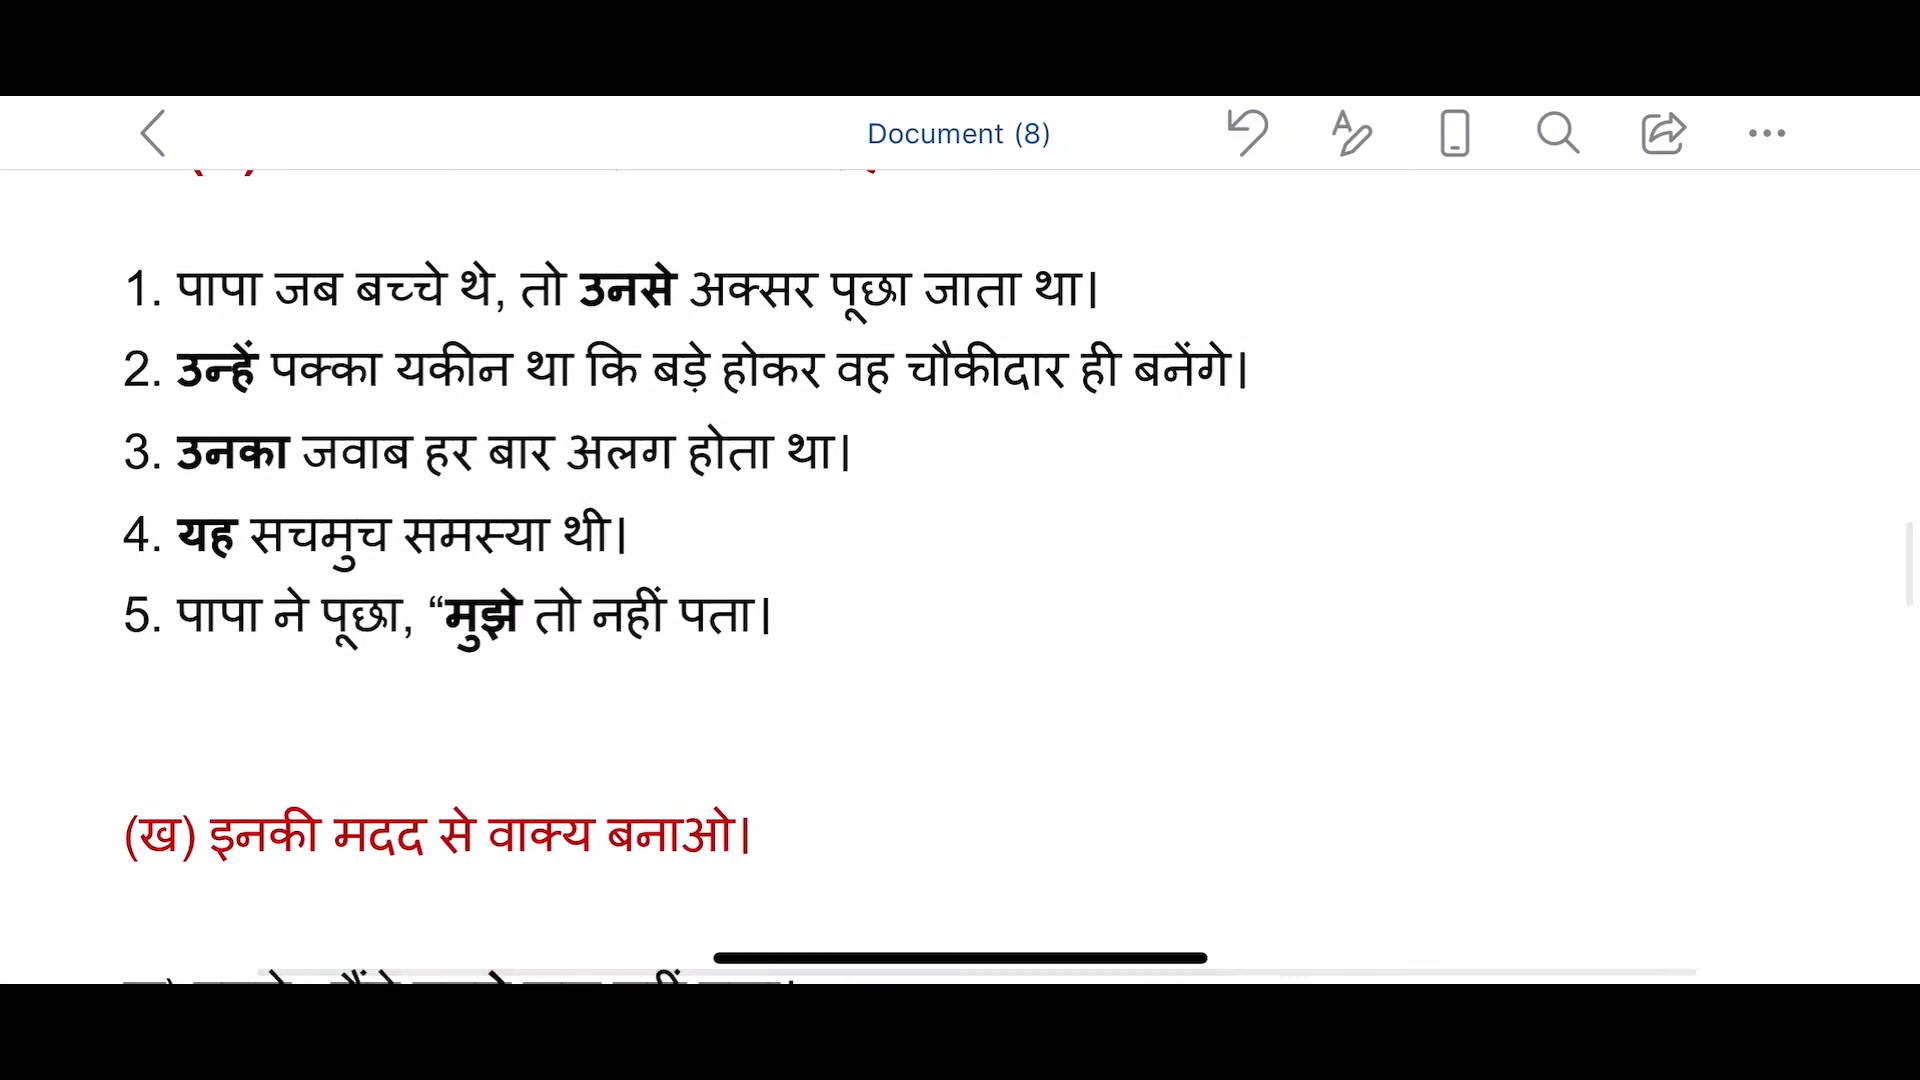 Document (8)
1. पापा जब बच्चे थे, तो उनसे अक्सर पूछा जाता था।
2. उन्हें पक्का यकीन था कि बड़े होकर वह चौकीदार ही बनेंगे।
3. उनका जवाब हर बार अलग होता था।
4. यह सचमुच समस्या थी।
5. पापा ने पूछा, “मुझे तो नहीं पता।
(ख) इनकी मदद से वाक्य बनाओ।